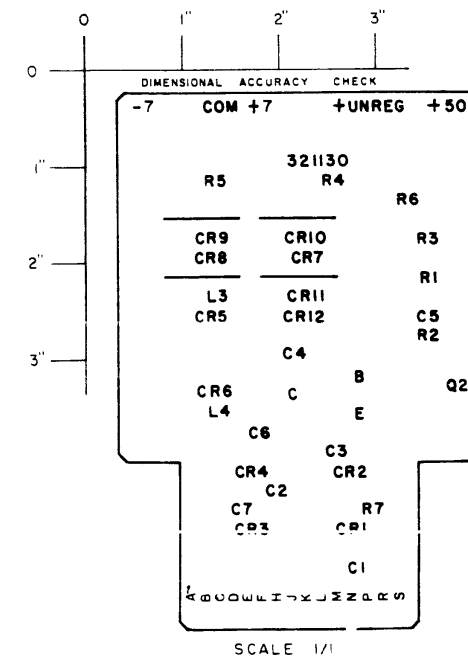 0 1" 2" 3"
0
DIMENSIONAL ACCURACY CHECK
-7 COM +7 +UNREG +50
321130
1"
R5 R4
R6
CR9 CR10 R3
CR8 CR7
2"
R1
L3 CR11
CR5 CR12 C5
R2
C4
3"
B
Q2
CR6 C
L4 E
C6
C3
CR4 CR2
C2
C7 R7
CR3 CR1
C1
A B C D E F H J K L M N P R S
SCALE 1/1